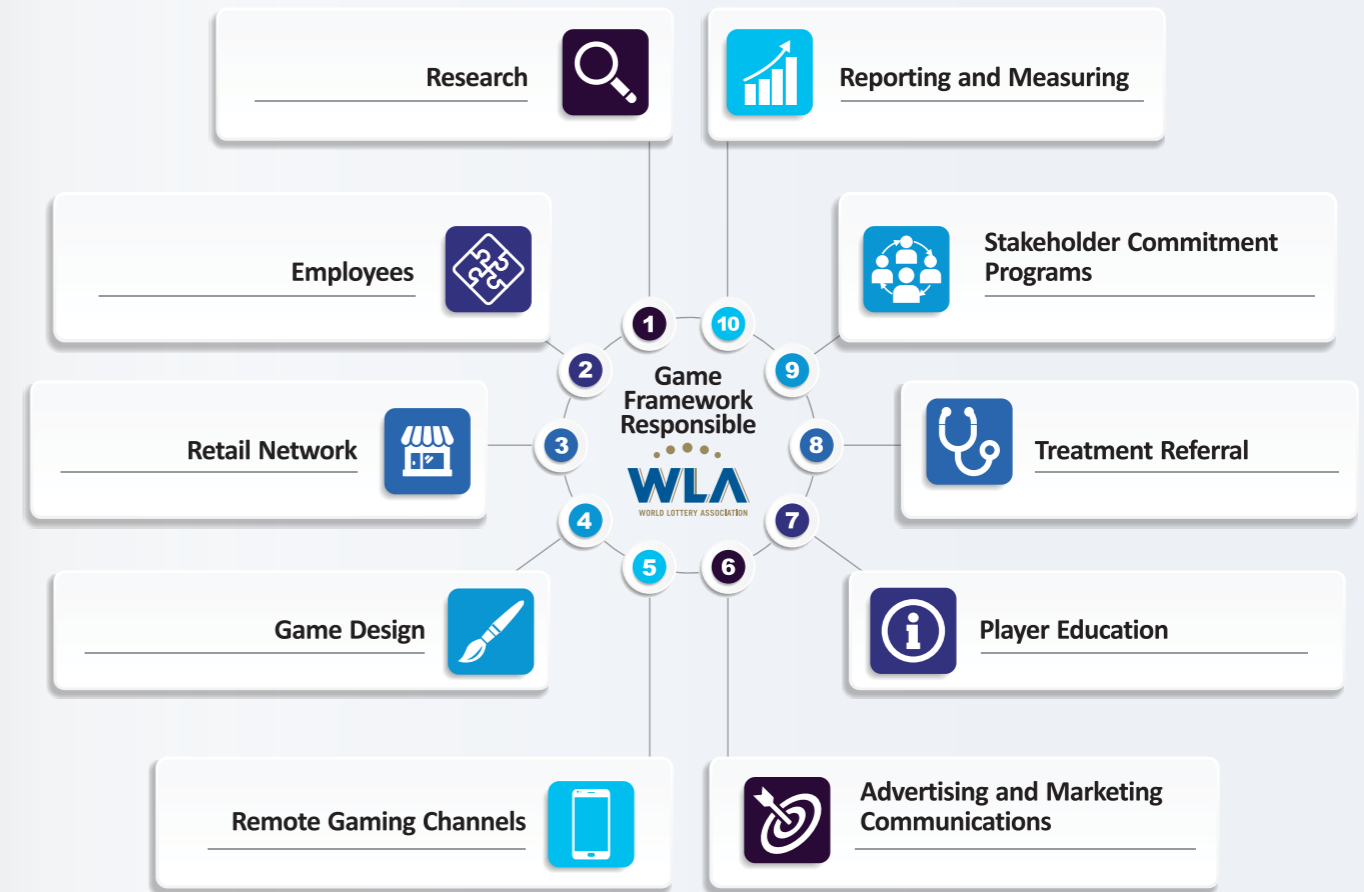 Research
Reporting and Measuring
Employees
Stakeholder Commitment
Programs
1
10
2
9
Game
Framework
Responsible
Retail Network
3
8
Treatment Referral
WLA
WORLD LOTTERY ASSOCIATION
4
7
5
6
Game Design
Player Education
Remote Gaming Channels
Advertising and Marketing
Communications